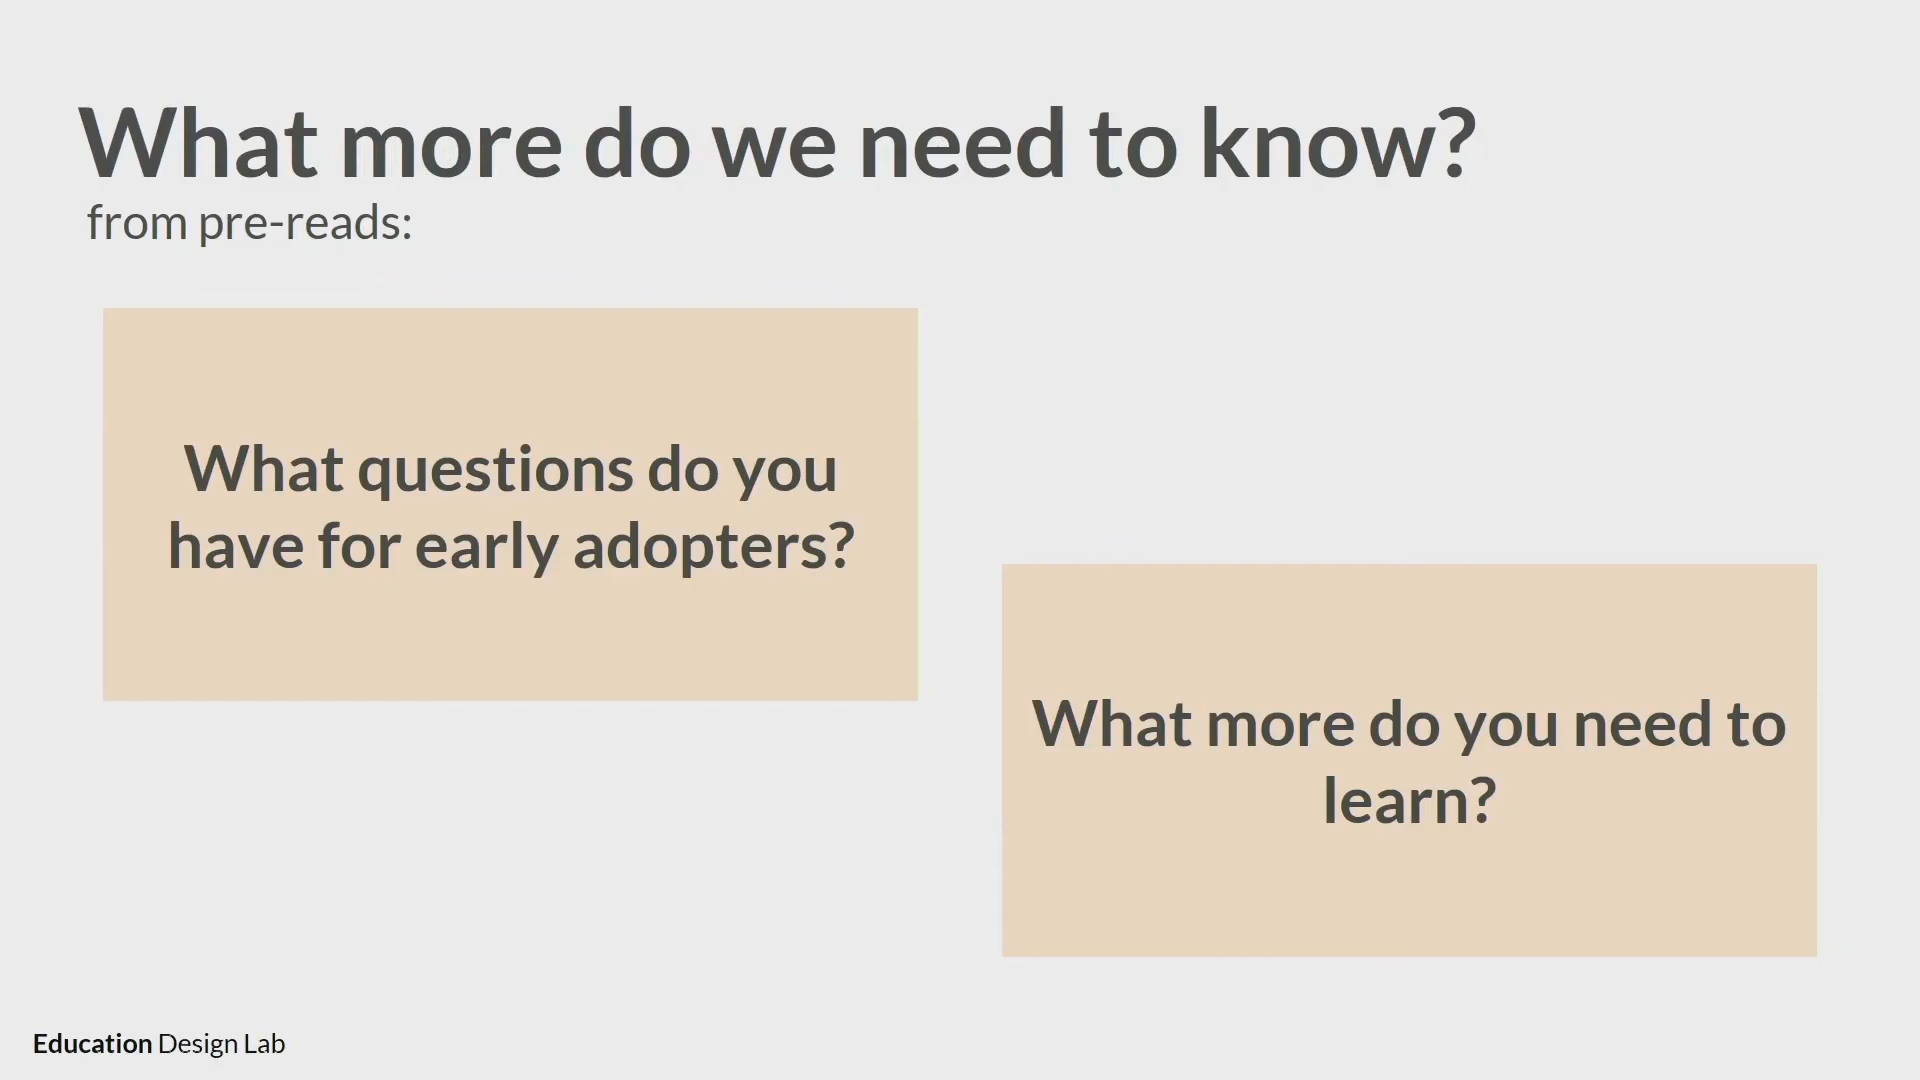 What more do we need to know?
from pre-reads:
What questions do you
have for early adopters?
What more do you need to
learn?
Education Design Lab